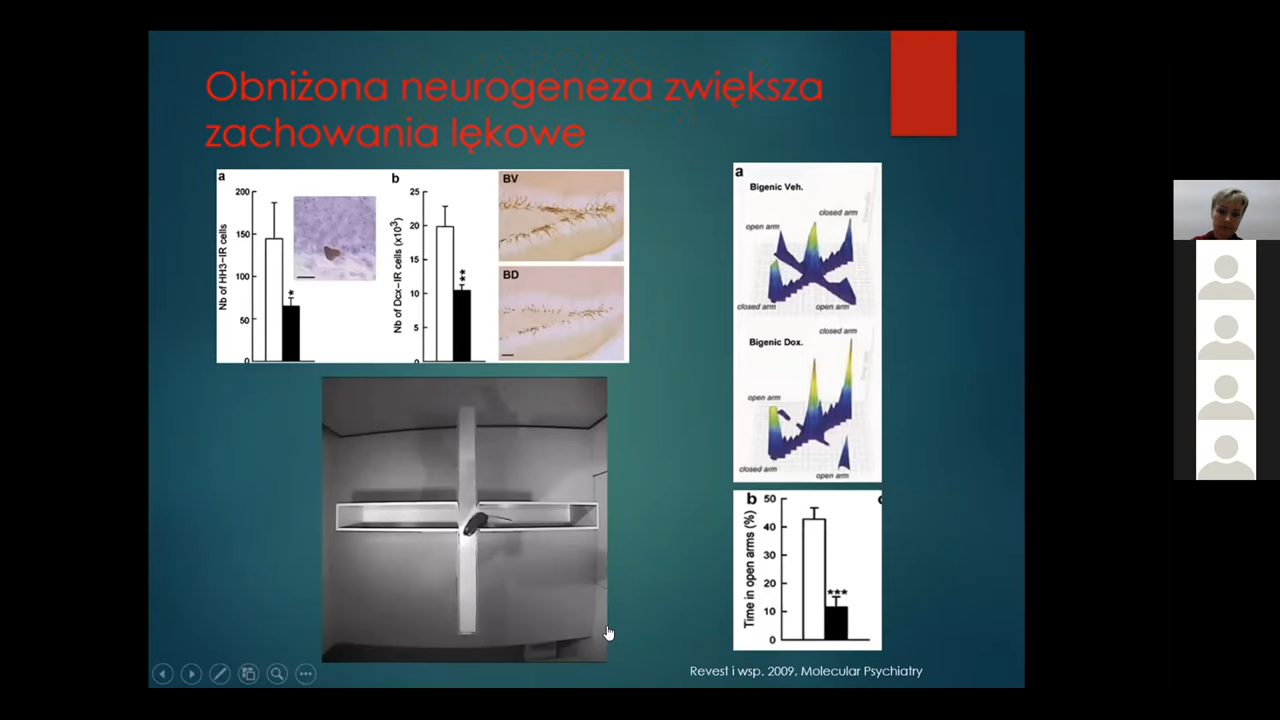 Obniżona neurogeneza zwiększa
zachowania lękowe
a
200
150
100
50
0
Nb of HH3-IR cells
*
b
25
20
15
10
5
0
Nb of Dcx-IR cells (x10³)
**
BV
BD
a
Bigenic Veh.
closed arm
open arm
closed arm
open arm
closed arm
Bigenic Dox.
open arm
closed arm
open arm
b
50
40
30
20
10
0
Time in open arms (%)
***
Revest i wsp. 2009, Molecular Psychiatry